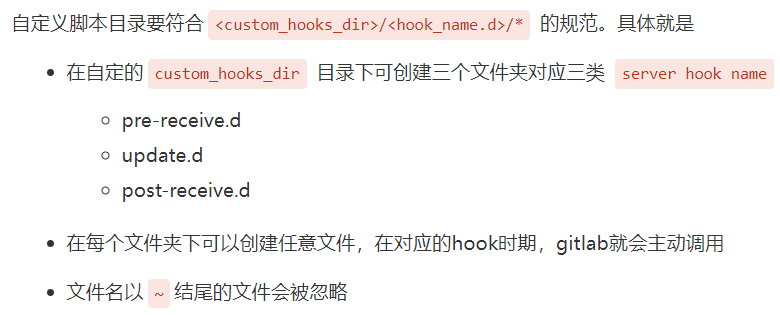 自定义脚本目录要符合 <custom_hooks_dir>/<hook_name.d>/* 的规范。具体就是
在自定的 custom_hooks_dir 目录下可创建三个文件夹对应三类 server hook name
pre-receive.d
update.d
post-receive.d
在每个文件夹下可以创建任意文件，在对应的hook时期，gitlab就会主动调用
文件名以 ~ 结尾的文件会被忽略